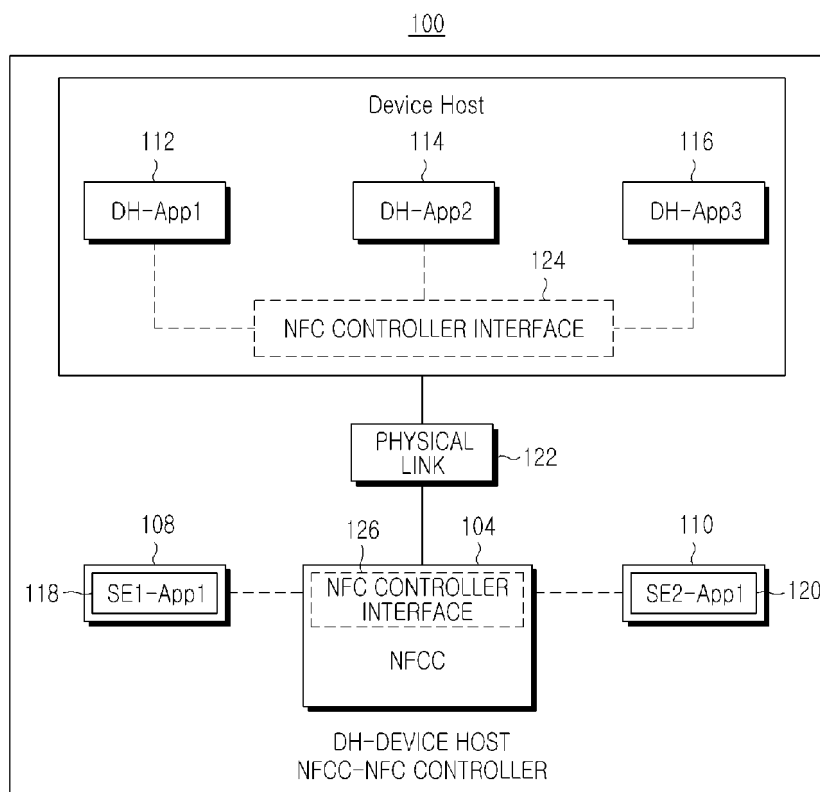 100
Device Host
112
114
116
DH-App1
DH-App2
DH-App3
124
NFC CONTROLLER INTERFACE
PHYSICAL
LINK
122
108
126
104
110
118
SE1-App1
NFC CONTROLLER
INTERFACE
SE2-App1
120
NFCC
DH-DEVICE HOST
NFCC-NFC CONTROLLER